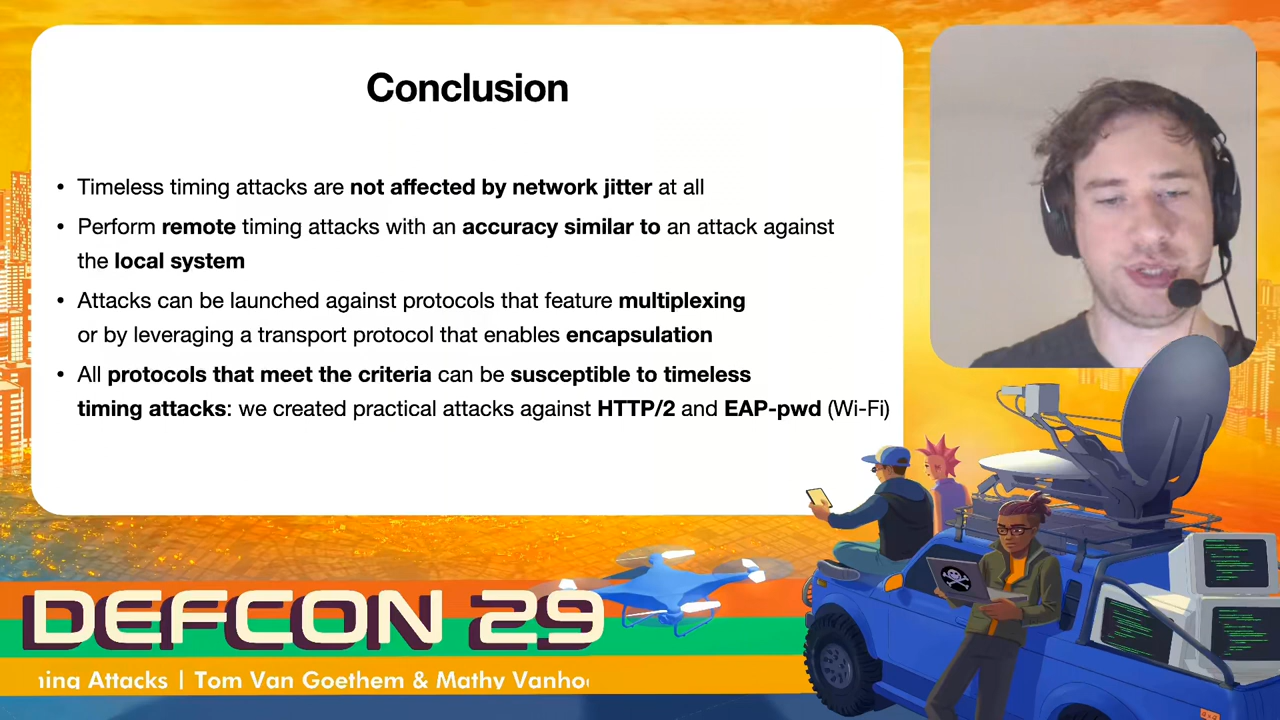 Conclusion
• Timeless timing attacks are not affected by network jitter at all
• Perform remote timing attacks with an accuracy similar to an attack against
the local system
• Attacks can be launched against protocols that feature multiplexing
or by leveraging a transport protocol that enables encapsulation
• All protocols that meet the criteria can be susceptible to timeless
timing attacks: we created practical attacks against HTTP/2 and EAP-pwd (Wi-Fi)
DEFCON 29
Attacks | Tom Van Goethem & Mathy